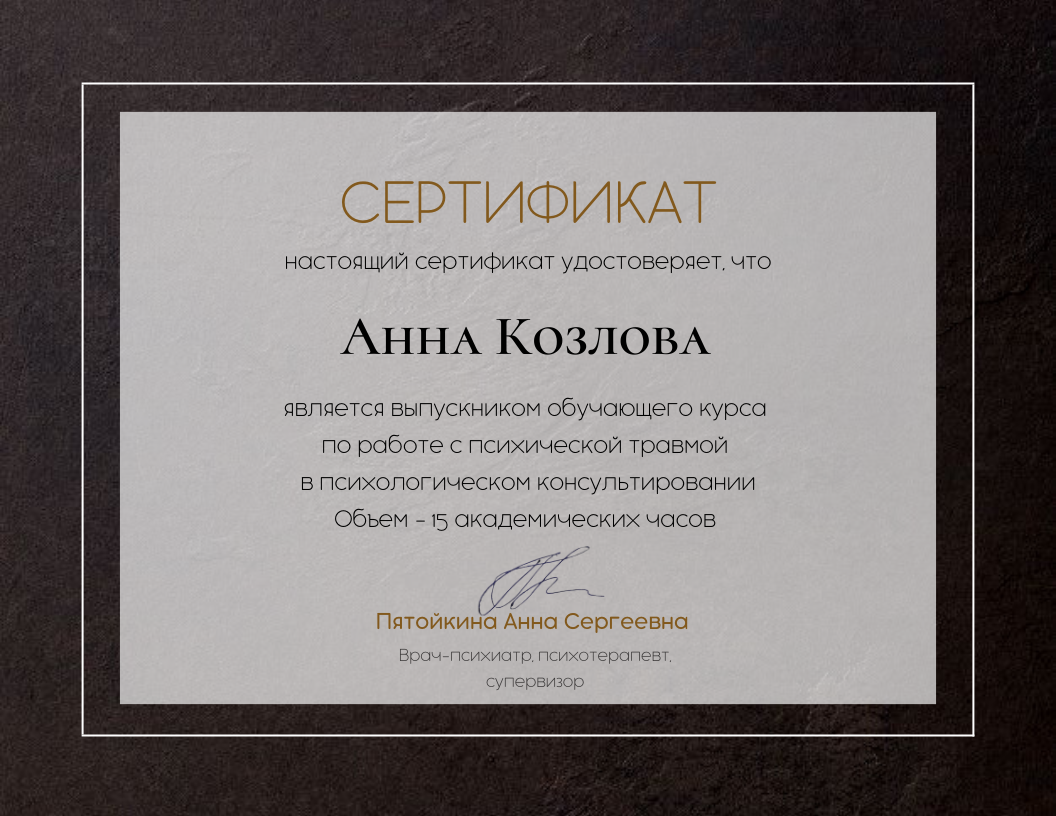 СЕРТИФИКАТ
настоящий сертификат удостоверяет, что
Анна Козлова
является выпускником обучающего курса
по работе с психической травмой
в психологическом консультировании
Объем - 15 академических часов
Пятойкина Анна Сергеевна
Врач-психиатр, психотерапевт,
супервизор